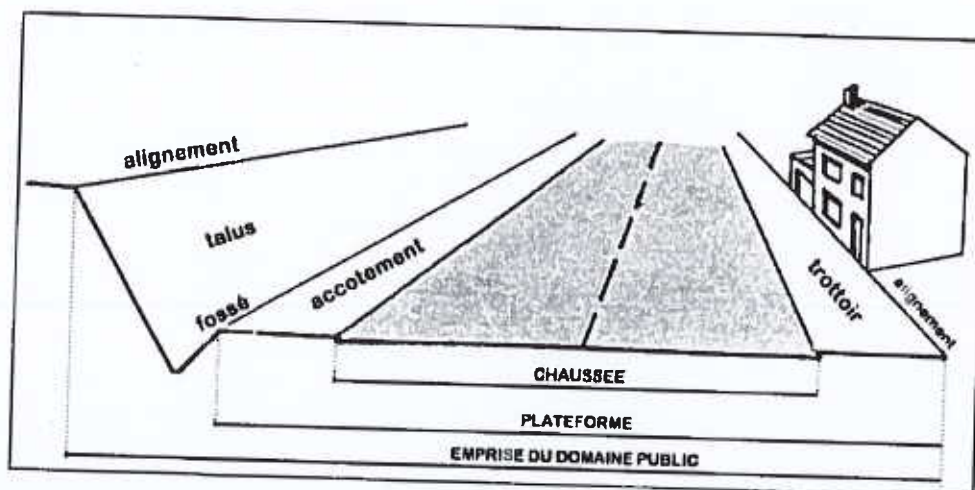 alignement
talus
fossé
accotement
trottoir
alignement
CHAUSSEE
PLATEFORME
EMPRISE DU DOMAINE PUBLIC